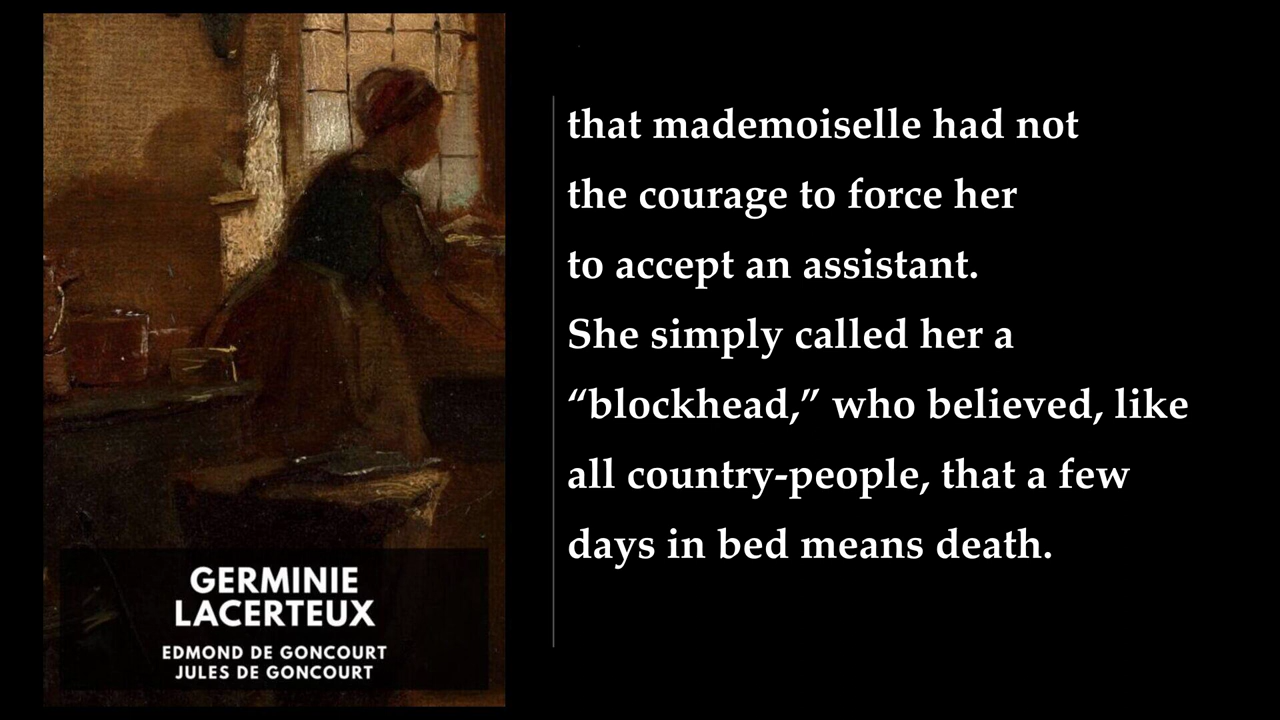 that mademoiselle had not
the courage to force her
to accept an assistant.
She simply called her a
“blockhead,” who believed, like
all country-people, that a few
days in bed means death.
GERMINIE
LACERTEUX
EDMOND DE GONCOURT
JULES DE GONCOURT